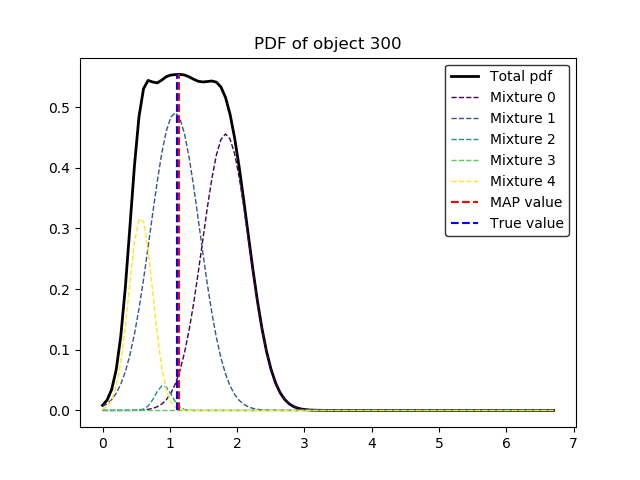 PDF of object 300
Total pdf
Mixture 0
Mixture 1
Mixture 2
Mixture 3
Mixture 4
MAP value
True value
0.5
0.4
0.3
0.2
0.1
0.0
0 1 2 3 4 5 6 7